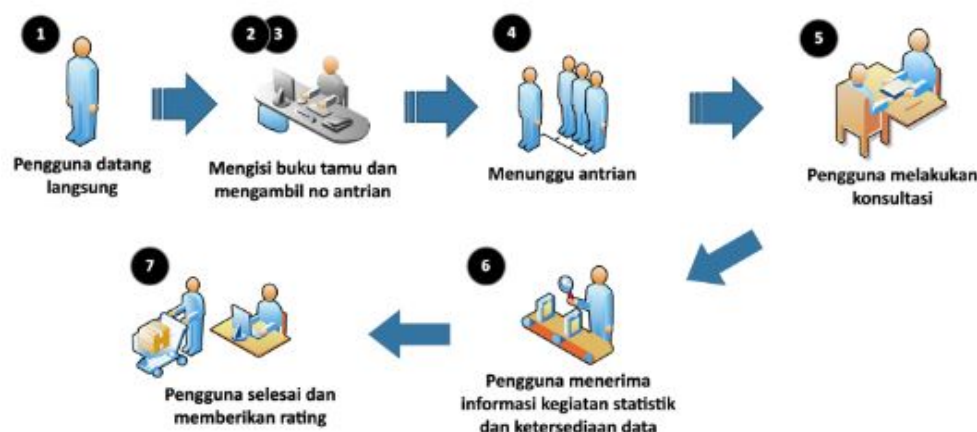 1
Pengguna datang
langsung
2 3
Mengisi buku tamu dan
mengambil no antrian
4
Menunggu antrian
5
Pengguna melakukan
konsultasi
6
Pengguna menerima
informasi kegiatan statistik
dan ketersediaan data
7
Pengguna selesai dan
memberikan rating